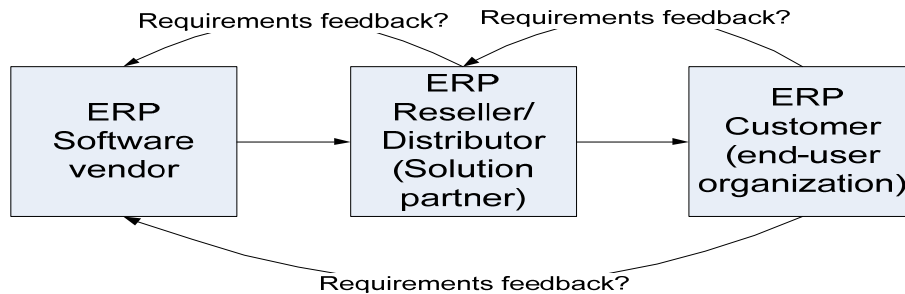 Requirements feedback?
Requirements feedback?
ERP
Software
vendor
ERP
Reseller/
Distributor
(Solution
partner)
ERP
Customer
(end-user
organization)
Requirements feedback?